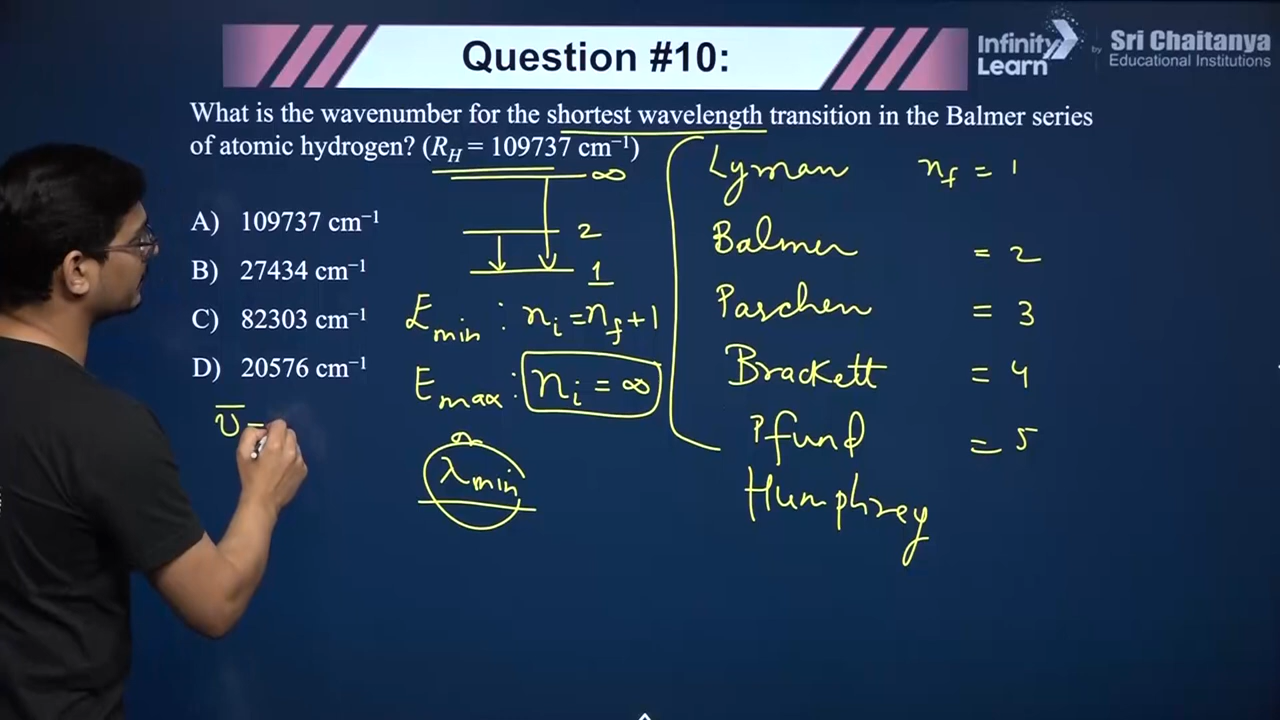 Question #10:
Infinity Learn by Sri Chaitanya Educational Institutions
What is the wavenumber for the shortest wavelength transition in the Balmer series
of atomic hydrogen? (R_H = 109737 cm⁻¹)
A) 109737 cm⁻¹
B) 27434 cm⁻¹
C) 82303 cm⁻¹
D) 20576 cm⁻¹
ῡ =
∞
2
1
E_min : n_i = n_f + 1
E_max : n_i = ∞
λ_min
Lyman n_f = 1
Balmer = 2
Paschen = 3
Brackett = 4
Pfund = 5
Humphrey